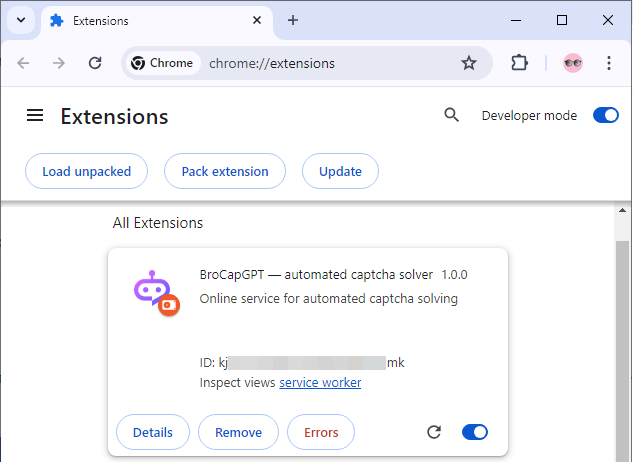 Extensions
Chrome
chrome://extensions
Extensions
Developer mode
Load unpacked
Pack extension
Update
All Extensions
BroCapGPT — automated captcha solver 1.0.0
Online service for automated captcha solving
ID: kj mk
Inspect views service worker
Details
Remove
Errors